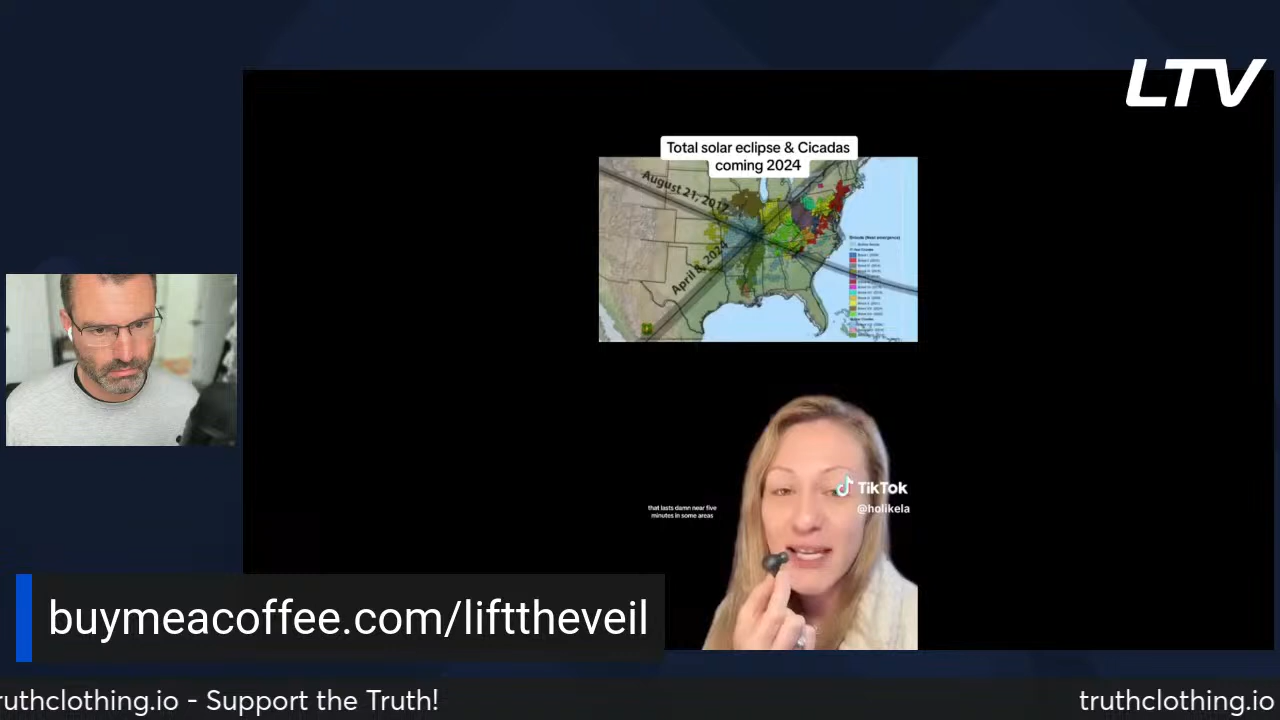 LTV
Total solar eclipse & Cicadas
coming 2024
August 21, 2017
April 8, 2024
TikTok
@holikela
that lasts damn near five
minutes in some areas
buymeacoffee.com/lifttheveil
ruthclothing.io - Support the Truth!
truthclothing.io